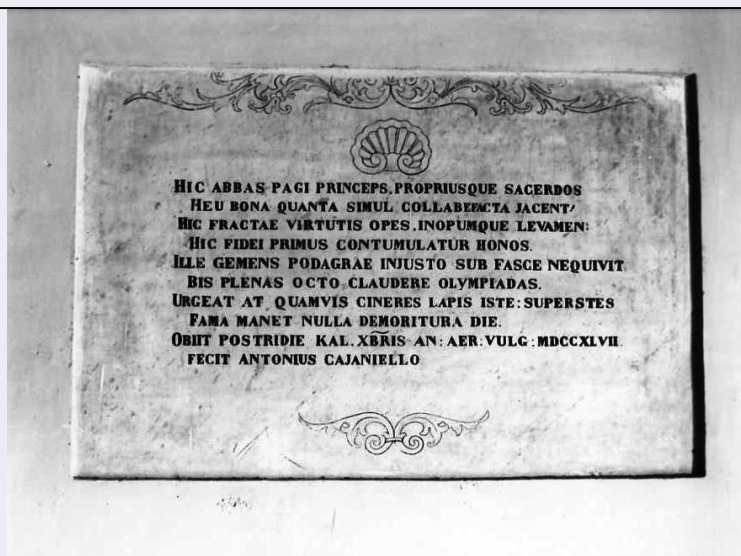 HIC ABBAS PAGI PRINCEPS, PROPRIUSQUE SACERDOS
HEU BONA QUANTA SIMUL COLLABEFACTA JACENT!
HIC FRACTAE VIRTUTIS OPES, INOPUMQUE LEVAMEN:
HIC FIDEI PRIMUS CONTUMULATUR HONOS.
ILLE GEMENS PODAGRAE INJUSTO SUB FASCE NEQUIVIT
BIS PLENAS OCTO CLAUDERE OLYMPIADAS.
URGEAT AT QUAMVIS CINERES LAPIS ISTE: SUPERSTES
FAMA MANET NULLA DEMORITURA DIE.
OBIIT POSTRIDIE KAL. XBR̃IS AN: AER: VULG: MDCCXLVII
FECIT ANTONIUS CAJANIELLO